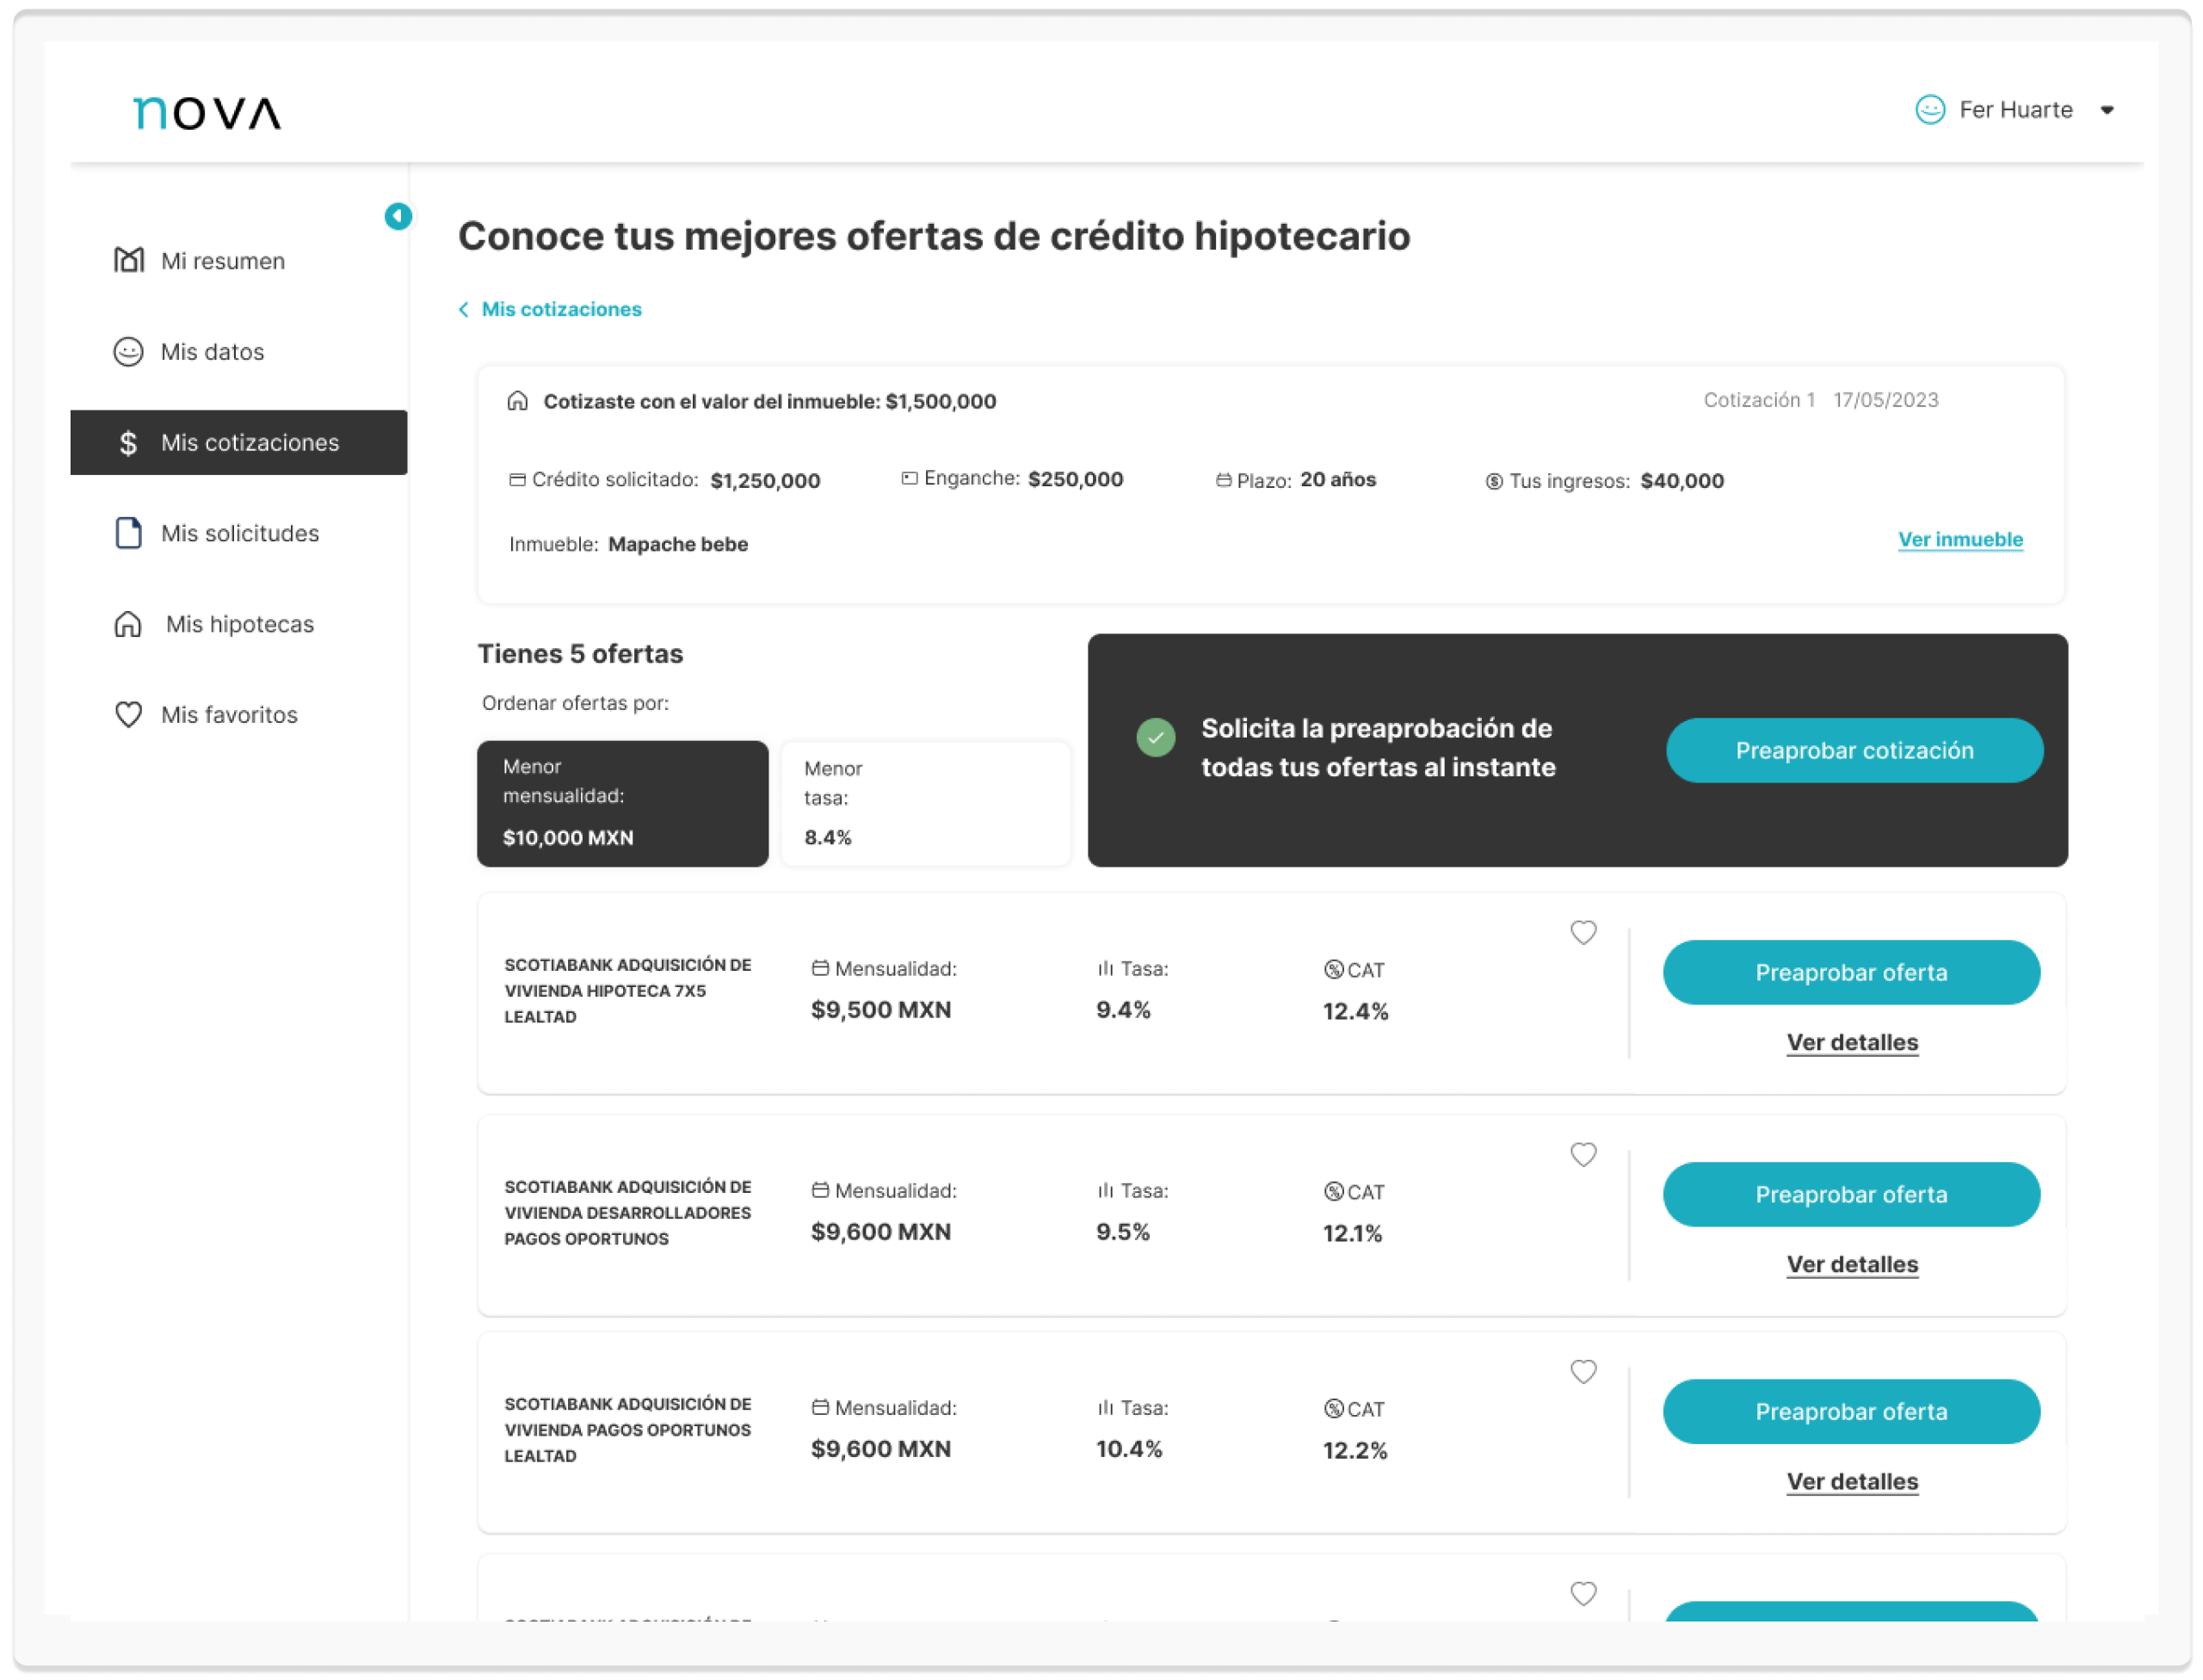 nova
Fer Huarte
Mi resumen
Mis datos
Mis cotizaciones
Mis solicitudes
Mis hipotecas
Mis favoritos
Conoce tus mejores ofertas de crédito hipotecario
Mis cotizaciones
Cotizaste con el valor del inmueble: $1,500,000
Cotización 1 17/05/2023
Crédito solicitado: $1,250,000
Enganche: $250,000
Plazo: 20 años
Tus ingresos: $40,000
Inmueble: Mapache bebe
Ver inmueble
Tienes 5 ofertas
Ordenar ofertas por:
Menor
mensualidad:
$10,000 MXN
Menor
tasa:
8.4%
Solicita la preaprobación de
todas tus ofertas al instante
Preaprobar cotización
SCOTIABANK ADQUISICIÓN DE
VIVIENDA HIPOTECA 7X5
LEALTAD
Mensualidad:
$9,500 MXN
Tasa:
9.4%
CAT
12.4%
Preaprobar oferta
Ver detalles
SCOTIABANK ADQUISICIÓN DE
VIVIENDA DESARROLLADORES
PAGOS OPORTUNOS
Mensualidad:
$9,600 MXN
Tasa:
9.5%
CAT
12.1%
Preaprobar oferta
Ver detalles
SCOTIABANK ADQUISICIÓN DE
VIVIENDA PAGOS OPORTUNOS
LEALTAD
Mensualidad:
$9,600 MXN
Tasa:
10.4%
CAT
12.2%
Preaprobar oferta
Ver detalles